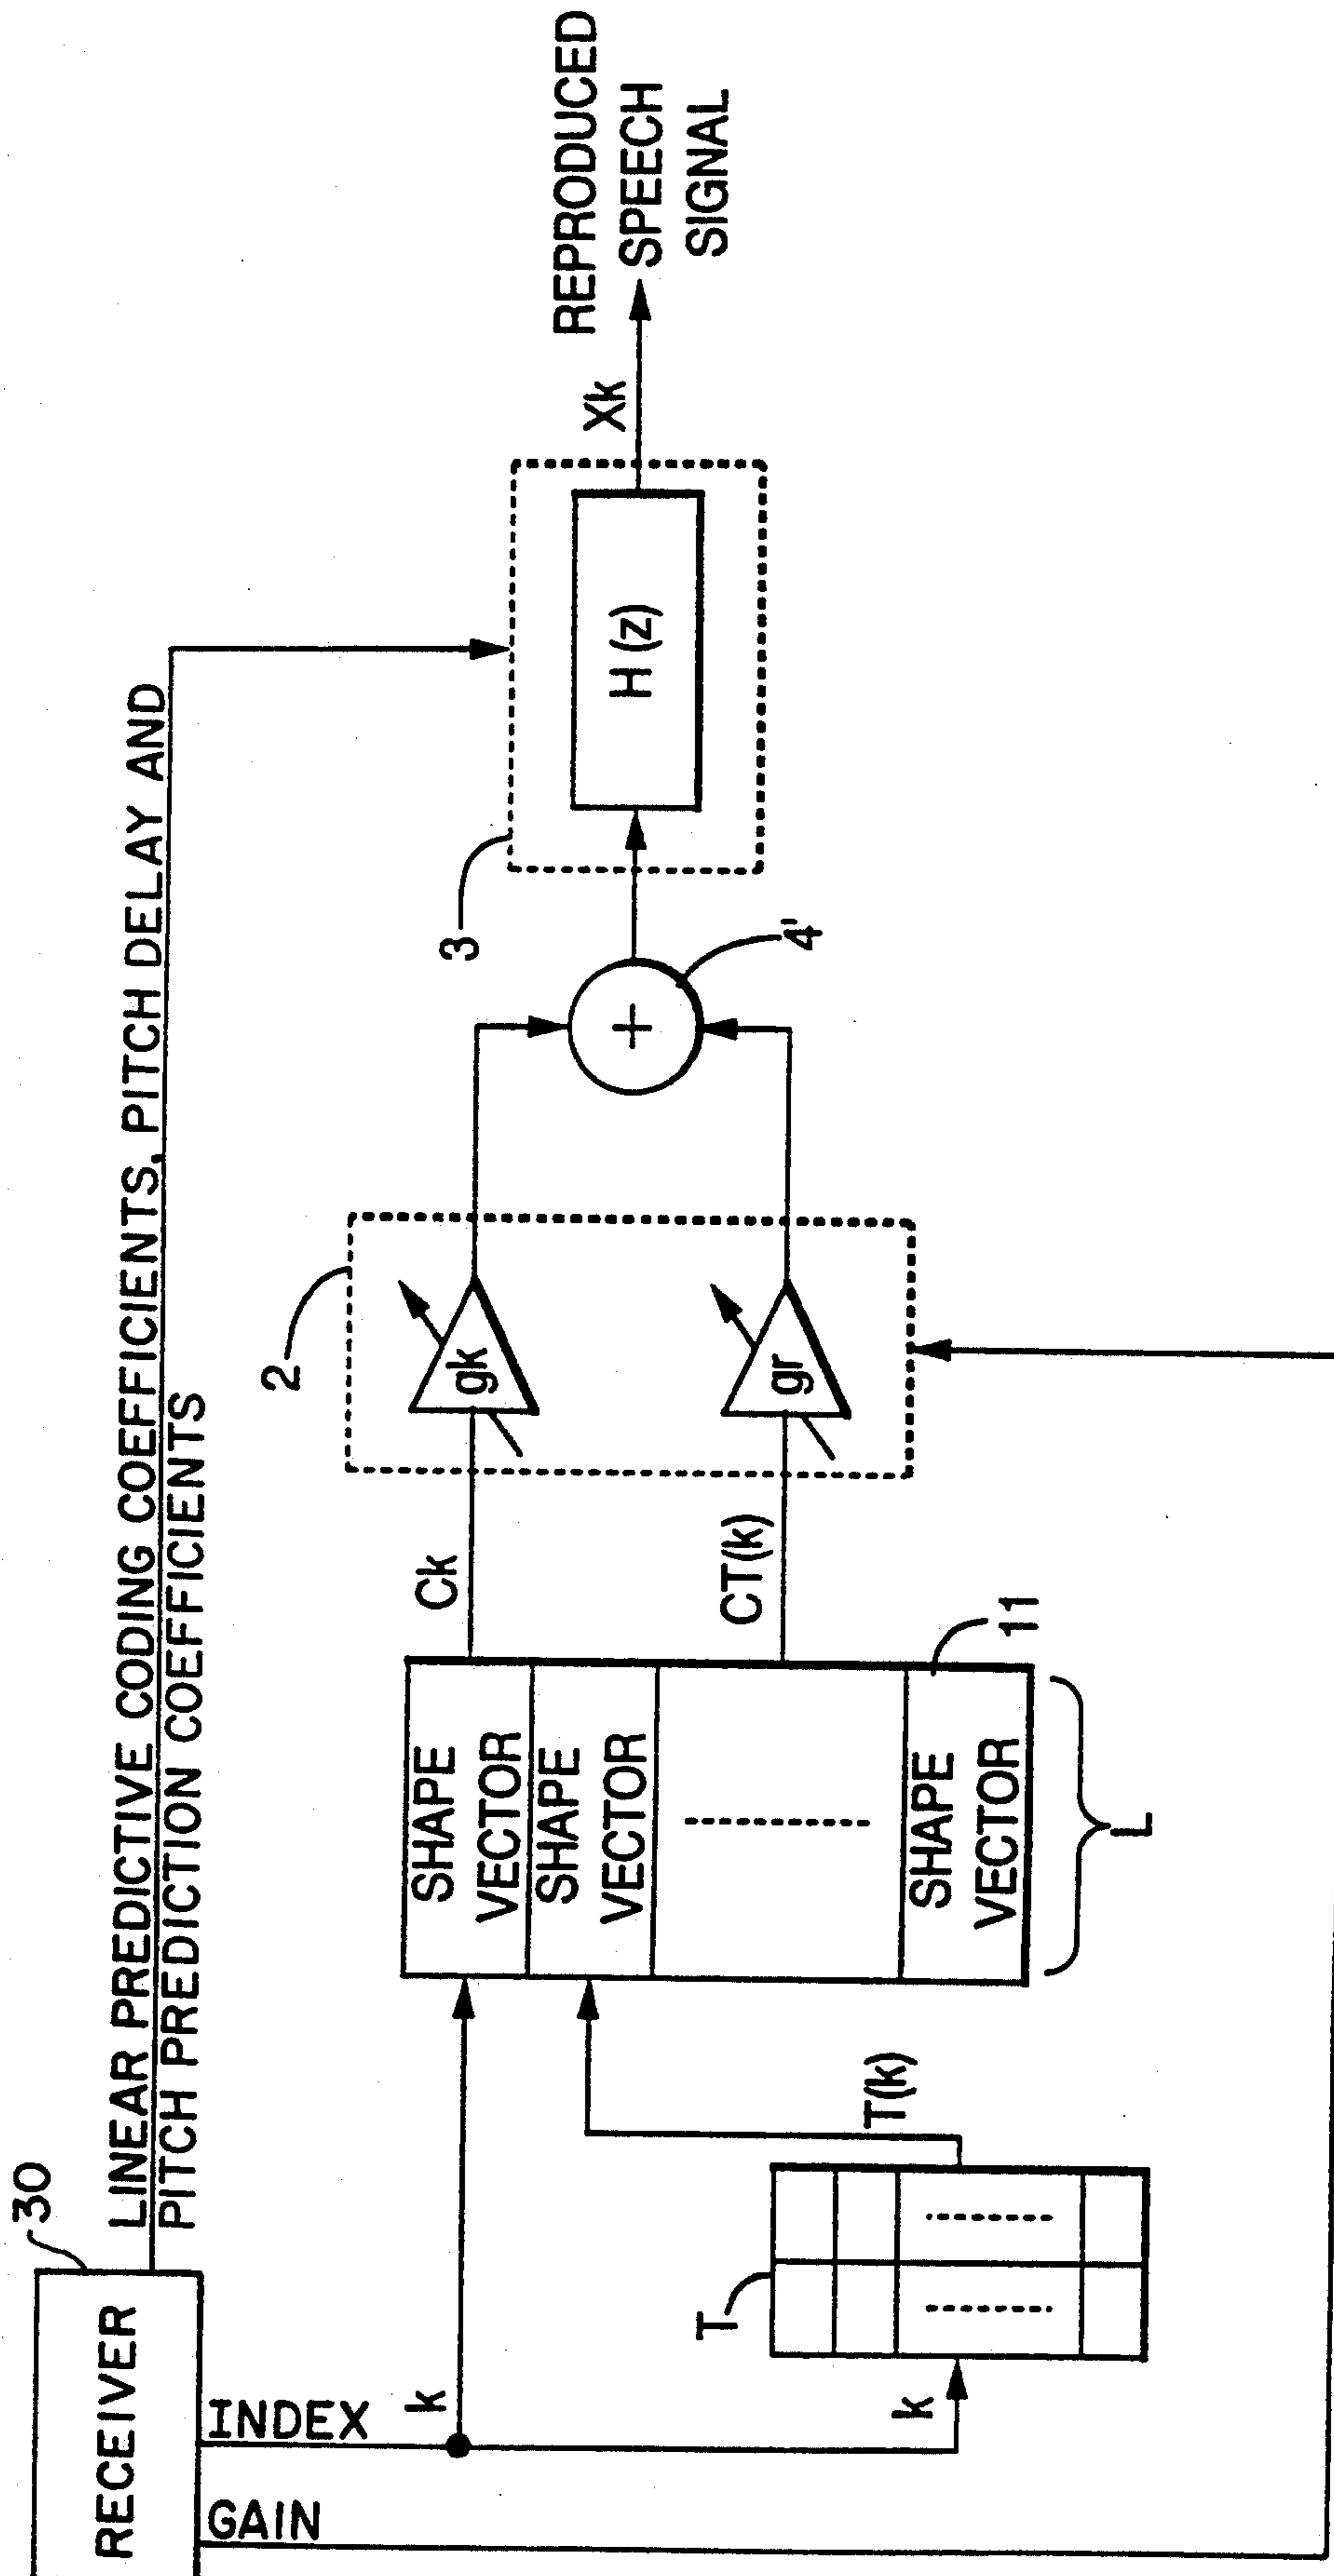 30
RECEIVER
LINEAR PREDICTIVE CODING COEFFICIENTS, PITCH DELAY AND
PITCH PREDICTION COEFFICIENTS
INDEX
GAIN
k
k
T
T(k)
SHAPE
VECTOR
SHAPE
VECTOR
SHAPE
VECTOR
11
L
Ck
CT(k)
2
gk
gr
+
4'
3
H(z)
Xk
REPRODUCED
SPEECH
SIGNAL